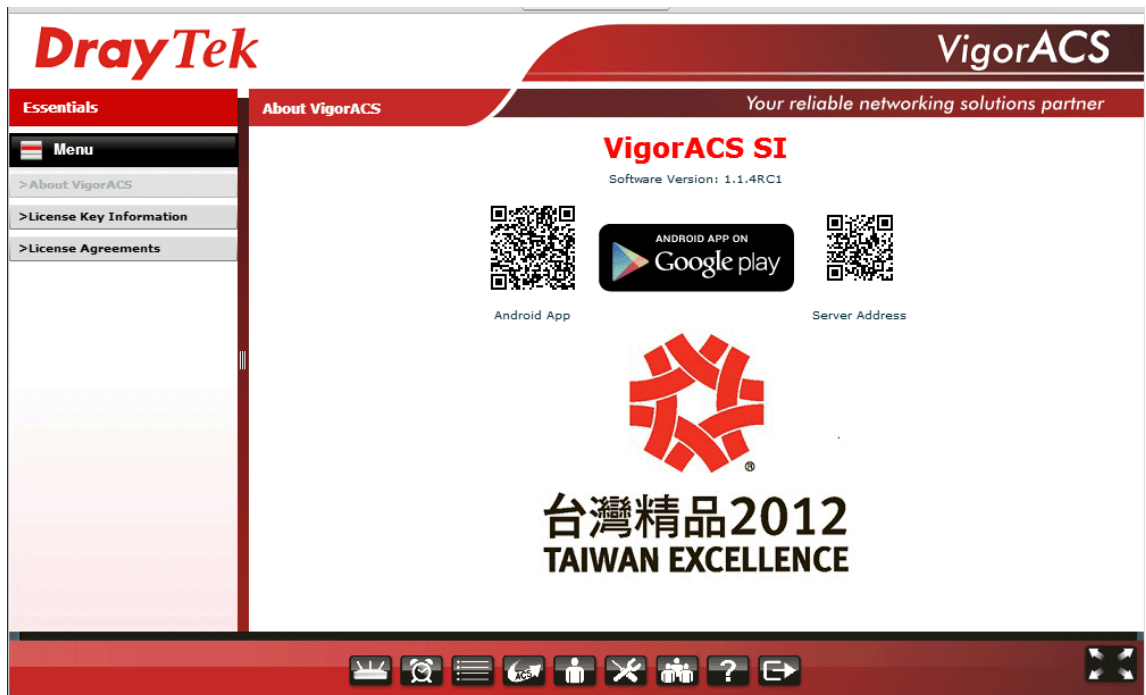 DrayTek
VigorACS
Essentials
About VigorACS
Your reliable networking solutions partner
Menu
>About VigorACS
>License Key Information
>License Agreements
VigorACS SI
Software Version: 1.1.4RC1
ANDROID APP ON
Google play
Android App
Server Address
®
台灣精品2012
TAIWAN EXCELLENCE
ACS
?